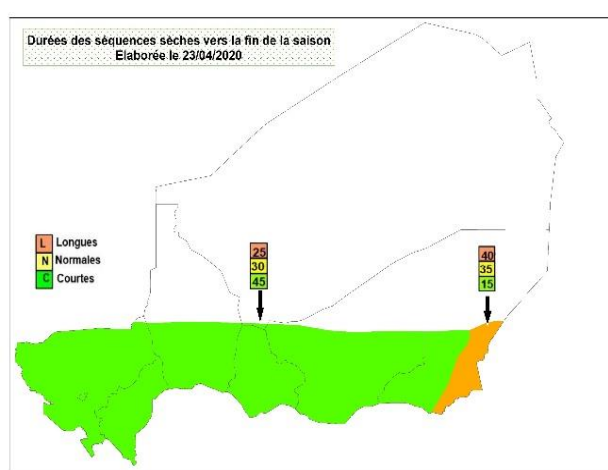 Durées des séquences sèches vers la fin de la saison
Elaborée le 23/04/2020
L Longues
N Normales
C Courtes
25
30
45
40
35
15